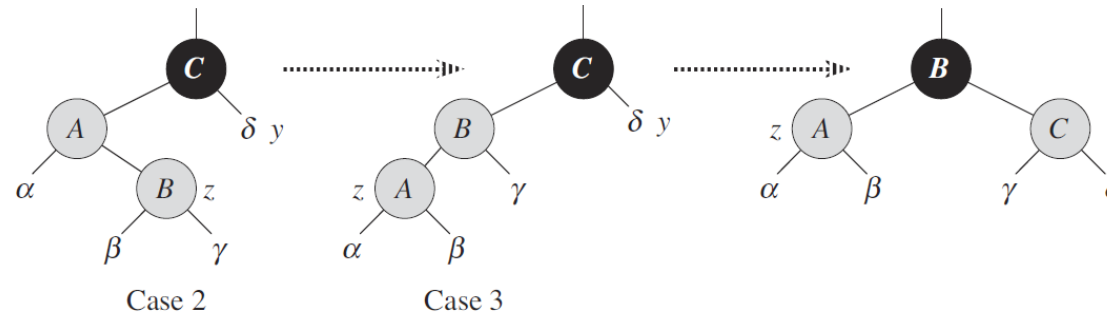 C C B
A δ y B δ y z A C
α B z z A γ α β γ
β γ α β
Case 2 Case 3